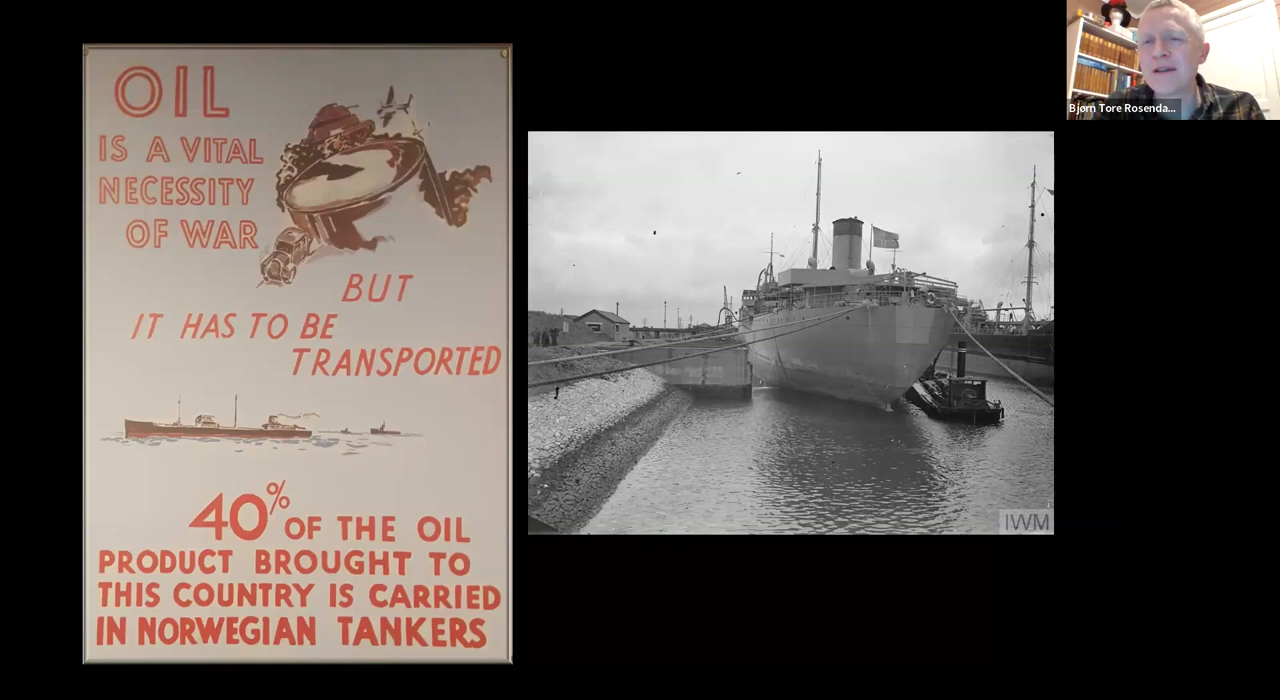 OIL
IS A VITAL
NECESSITY
OF WAR
BUT
IT HAS TO BE
TRANSPORTED
40% OF THE OIL
PRODUCT BROUGHT TO
THIS COUNTRY IS CARRIED
IN NORWEGIAN TANKERS
IWM
Bjørn Tore Rosenda...